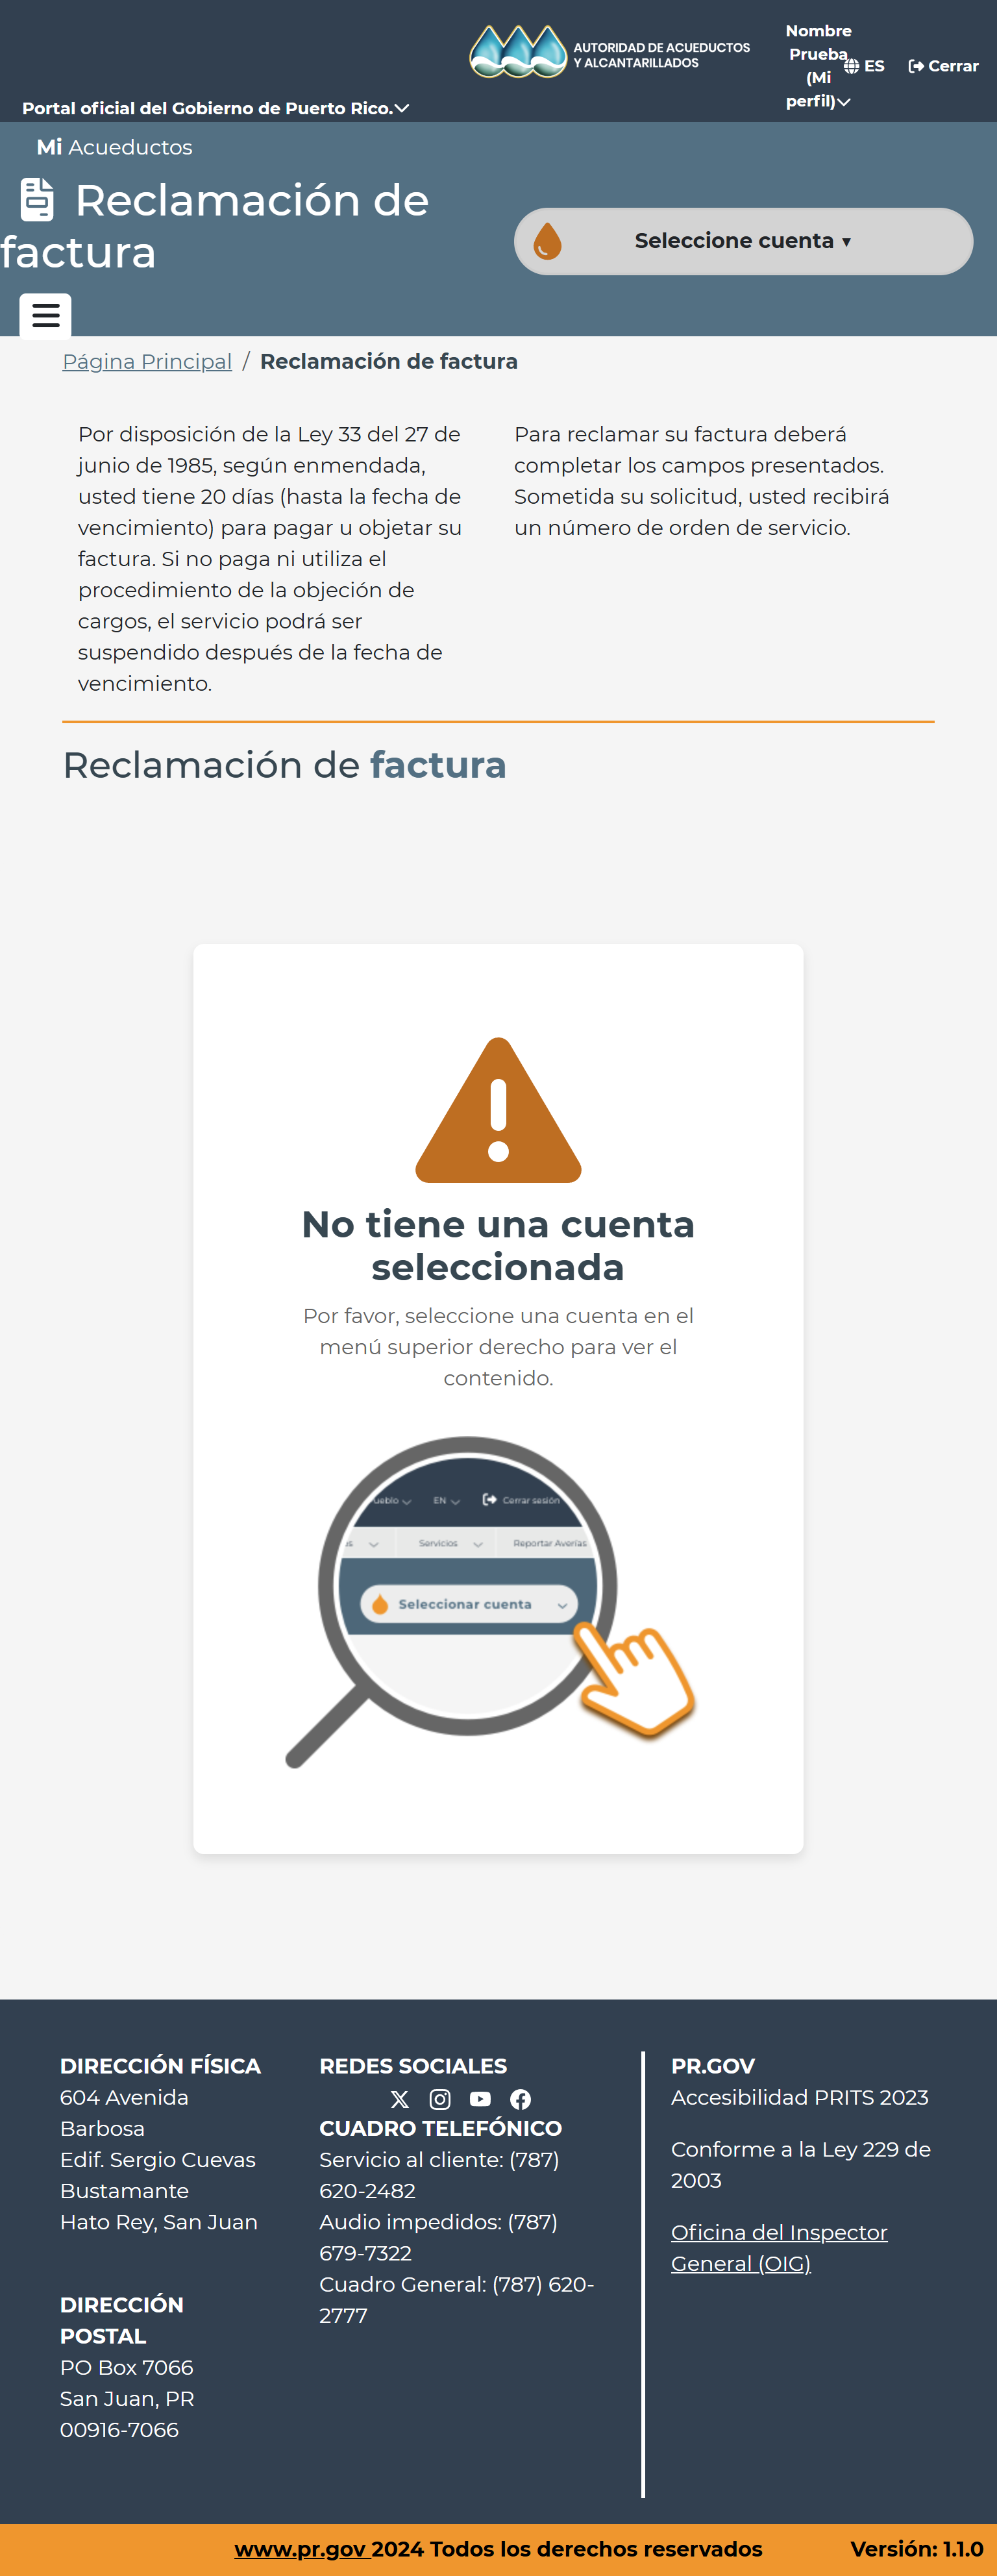 AUTORIDAD DE ACUEDUCTOS
Y ALCANTARILLADOS
Nombre
Prueba
(Mi
perfil)
ES
Cerrar
Portal oficial del Gobierno de Puerto Rico.
Mi Acueductos
Reclamación de
factura
Seleccione cuenta ▾
Página Principal / Reclamación de factura
Por disposición de la Ley 33 del 27 de
junio de 1985, según enmendada,
usted tiene 20 días (hasta la fecha de
vencimiento) para pagar u objetar su
factura. Si no paga ni utiliza el
procedimiento de la objeción de
cargos, el servicio podrá ser
suspendido después de la fecha de
vencimiento.
Para reclamar su factura deberá
completar los campos presentados.
Sometida su solicitud, usted recibirá
un número de orden de servicio.
Reclamación de factura
No tiene una cuenta
seleccionada
Por favor, seleccione una cuenta en el
menú superior derecho para ver el
contenido.
ueblo EN Cerrar sesión
as Servicios Reportar Averías
Seleccionar cuenta
DIRECCIÓN FÍSICA
604 Avenida
Barbosa
Edif. Sergio Cuevas
Bustamante
Hato Rey, San Juan
DIRECCIÓN
POSTAL
PO Box 7066
San Juan, PR
00916-7066
REDES SOCIALES
CUADRO TELEFÓNICO
Servicio al cliente: (787)
620-2482
Audio impedidos: (787)
679-7322
Cuadro General: (787) 620-
2777
PR.GOV
Accesibilidad PRITS 2023
Conforme a la Ley 229 de
2003
Oficina del Inspector
General (OIG)
www.pr.gov 2024 Todos los derechos reservados
Versión: 1.1.0